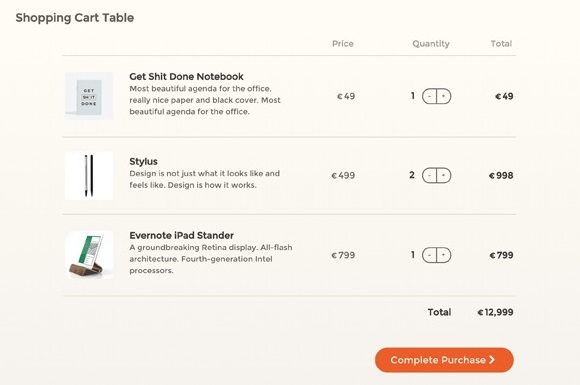 Shopping Cart Table
Price Quantity Total
Get Shit Done Notebook
Most beautiful agenda for the office,
really nice paper and black cover. Most
beautiful agenda for the office.
€49 1 - + €49
GET
SH*IT
DONE
Stylus
Design is not just what it looks like and
feels like. Design is how it works.
€499 2 - + €998
Evernote iPad Stander
A groundbreaking Retina display. All-flash
architecture. Fourth-generation Intel
processors.
€799 1 - + €799
Total €12,999
Complete Purchase >